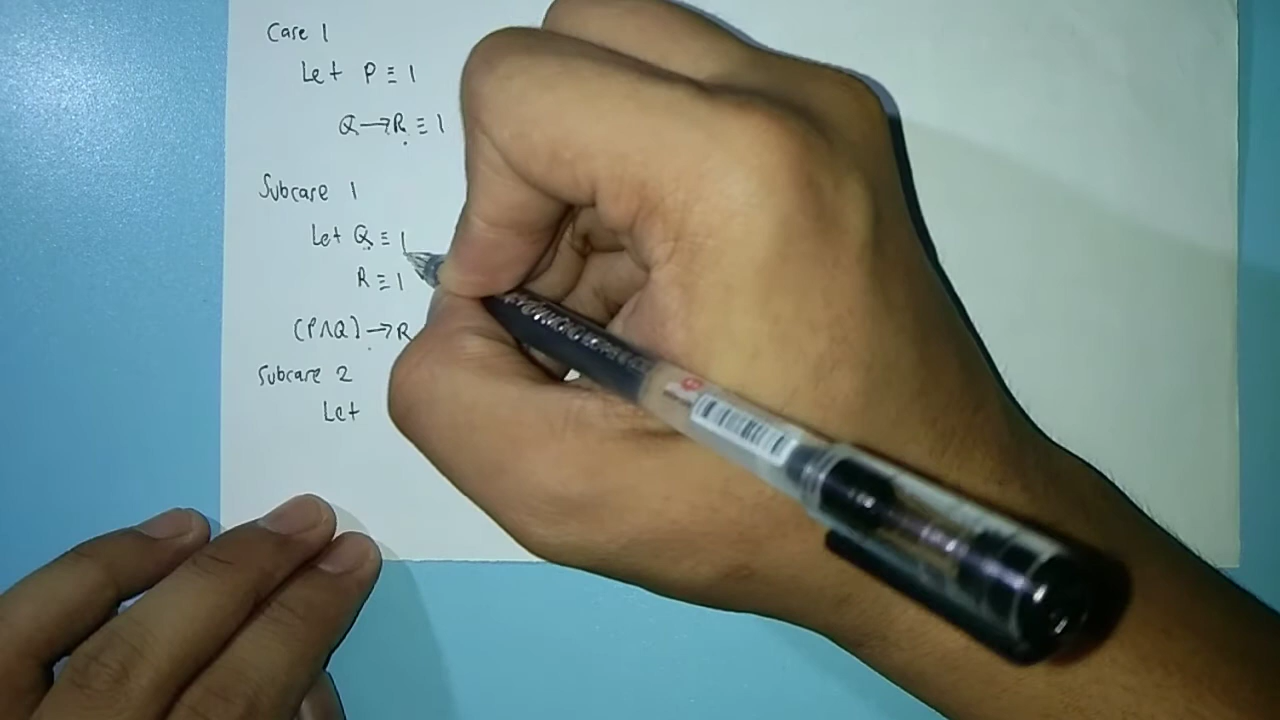 Case 1
Let P ≡ 1
Q → R ≡ 1
Subcase 1
Let Q ≡ 1
R ≡ 1
(P∧Q) → R
Subcase 2
Let